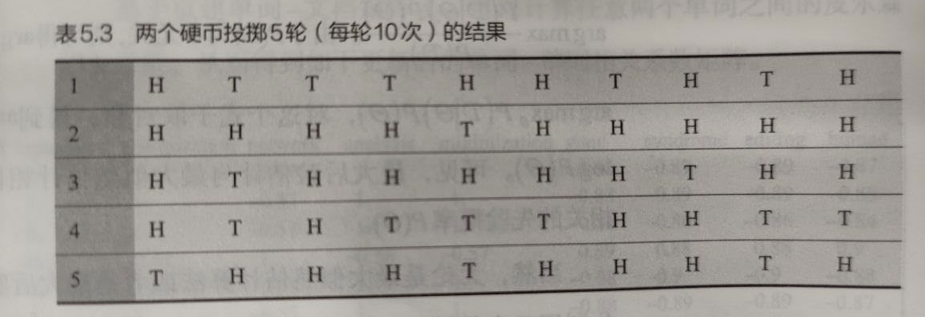 表5.3 两个硬币投掷5轮（每轮10次）的结果
1 H T T T H H T H T H
2 H H H H T H H H H H
3 H T H H H H H T H H
4 H T H T T T H H T T
5 T H H H T H H H T H